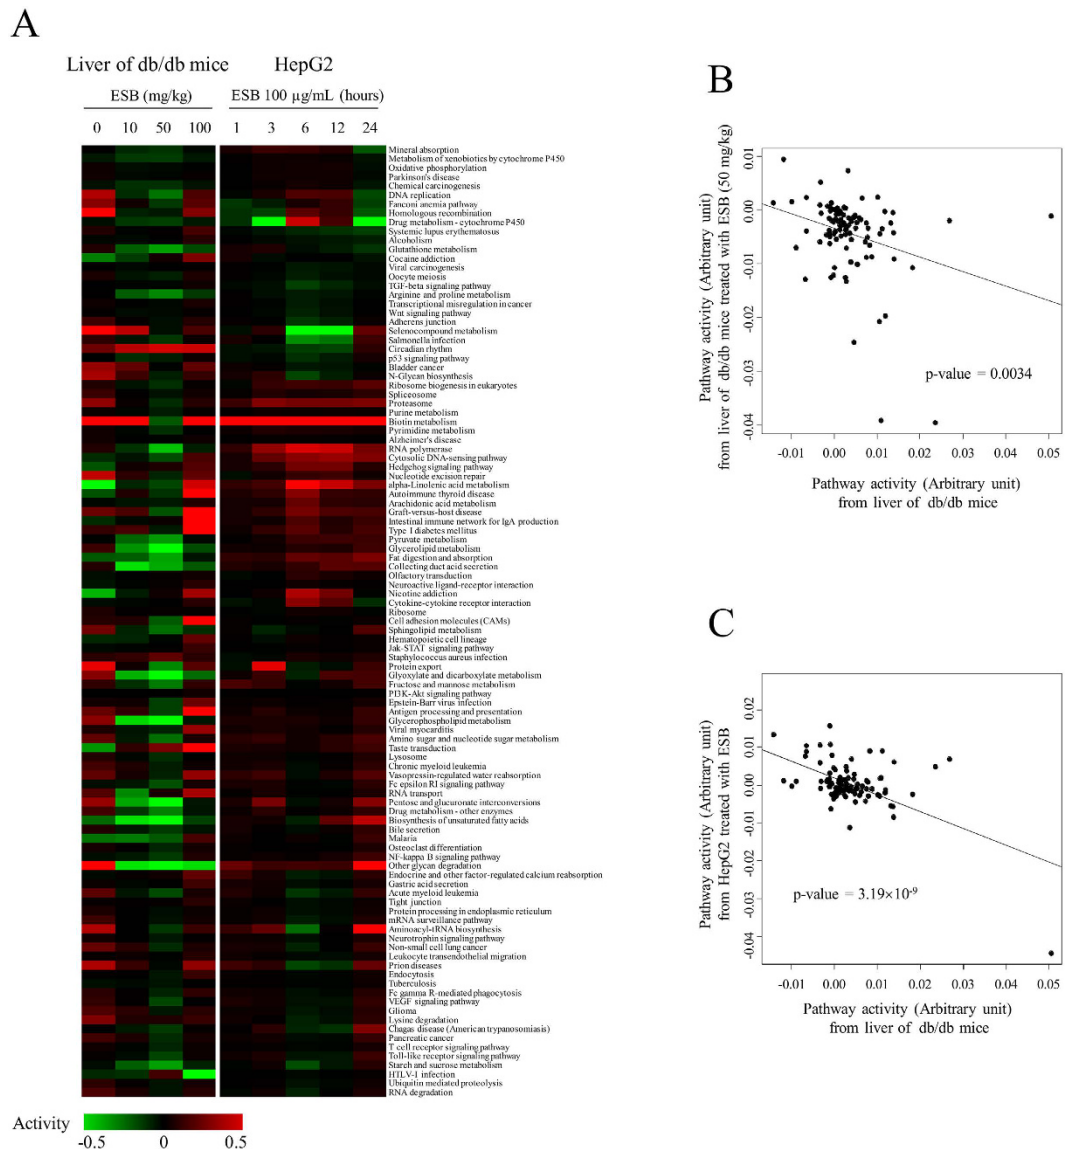 A
Liver of db/db mice HepG2
ESB (mg/kg) ESB 100 µg/mL (hours)
0 10 50 100 1 3 6 12 24
Mineral absorption
Metabolism of xenobiotics by cytochrome P450
Oxidative phosphorylation
Parkinson's disease
Chemical carcinogenesis
DNA replication
Fanconi anemia pathway
Homologous recombination
Drug metabolism - cytochrome P450
Systemic lupus erythematosus
Alcoholism
Glutathione metabolism
Cocaine addiction
Viral carcinogenesis
Oocyte meiosis
TGF-beta signaling pathway
Arginine and proline metabolism
Transcriptional misregulation in cancer
Wnt signaling pathway
Adherens junction
Selenocompound metabolism
Salmonella infection
Circadian rhythm
p53 signaling pathway
Bladder cancer
N-Glycan biosynthesis
Ribosome biogenesis in eukaryotes
Spliceosome
Proteasome
Purine metabolism
Biotin metabolism
Pyrimidine metabolism
Alzheimer's disease
RNA polymerase
Cytosolic DNA-sensing pathway
Hedgehog signaling pathway
Nucleotide excision repair
alpha-Linolenic acid metabolism
Autoimmune thyroid disease
Arachidonic acid metabolism
Graft-versus-host disease
Intestinal immune network for IgA production
Type I diabetes mellitus
Pyruvate metabolism
Glycerolipid metabolism
Fat digestion and absorption
Collecting duct acid secretion
Olfactory transduction
Neuroactive ligand-receptor interaction
Nicotine addiction
Cytokine-cytokine receptor interaction
Ribosome
Cell adhesion molecules (CAMs)
Sphingolipid metabolism
Hematopoietic cell lineage
Jak-STAT signaling pathway
Staphylococcus aureus infection
Protein export
Glyoxylate and dicarboxylate metabolism
Fructose and mannose metabolism
PI3K-Akt signaling pathway
Epstein-Barr virus infection
Antigen processing and presentation
Glycerophospholipid metabolism
Viral myocarditis
Amino sugar and nucleotide sugar metabolism
Taste transduction
Lysosome
Chronic myeloid leukemia
Vasopressin-regulated water reabsorption
Fc epsilon RI signaling pathway
RNA transport
Pentose and glucuronate interconversions
Drug metabolism - other enzymes
Biosynthesis of unsaturated fatty acids
Bile secretion
Malaria
Osteoclast differentiation
NF-kappa B signaling pathway
Other glycan degradation
Endocrine and other factor-regulated calcium reabsorption
Gastric acid secretion
Acute myeloid leukemia
Tight junction
Protein processing in endoplasmic reticulum
mRNA surveillance pathway
Aminoacyl-tRNA biosynthesis
Neurotrophin signaling pathway
Non-small cell lung cancer
Leukocyte transendothelial migration
Prion diseases
Endocytosis
Tuberculosis
Fc gamma R-mediated phagocytosis
VEGF signaling pathway
Glioma
Lysine degradation
Chagas disease (American trypanosomiasis)
Pancreatic cancer
T cell receptor signaling pathway
Toll-like receptor signaling pathway
Starch and sucrose metabolism
HTLV-I infection
Ubiquitin mediated proteolysis
RNA degradation
Activity
-0.5 0 0.5
B
Pathway activity (Arbitrary unit)
from liver of db/db mice treated with ESB (50 mg/kg)
0.01
0.00
-0.01
-0.02
-0.03
-0.04
p-value = 0.0034
-0.01 0.00 0.01 0.02 0.03 0.04 0.05
Pathway activity (Arbitrary unit)
from liver of db/db mice
C
Pathway activity (Arbitrary unit)
from HepG2 treated with ESB
0.02
0.01
0.00
-0.01
-0.02
-0.03
-0.04
p-value = 3.19×10-9
-0.01 0.00 0.01 0.02 0.03 0.04 0.05
Pathway activity (Arbitrary unit)
from liver of db/db mice